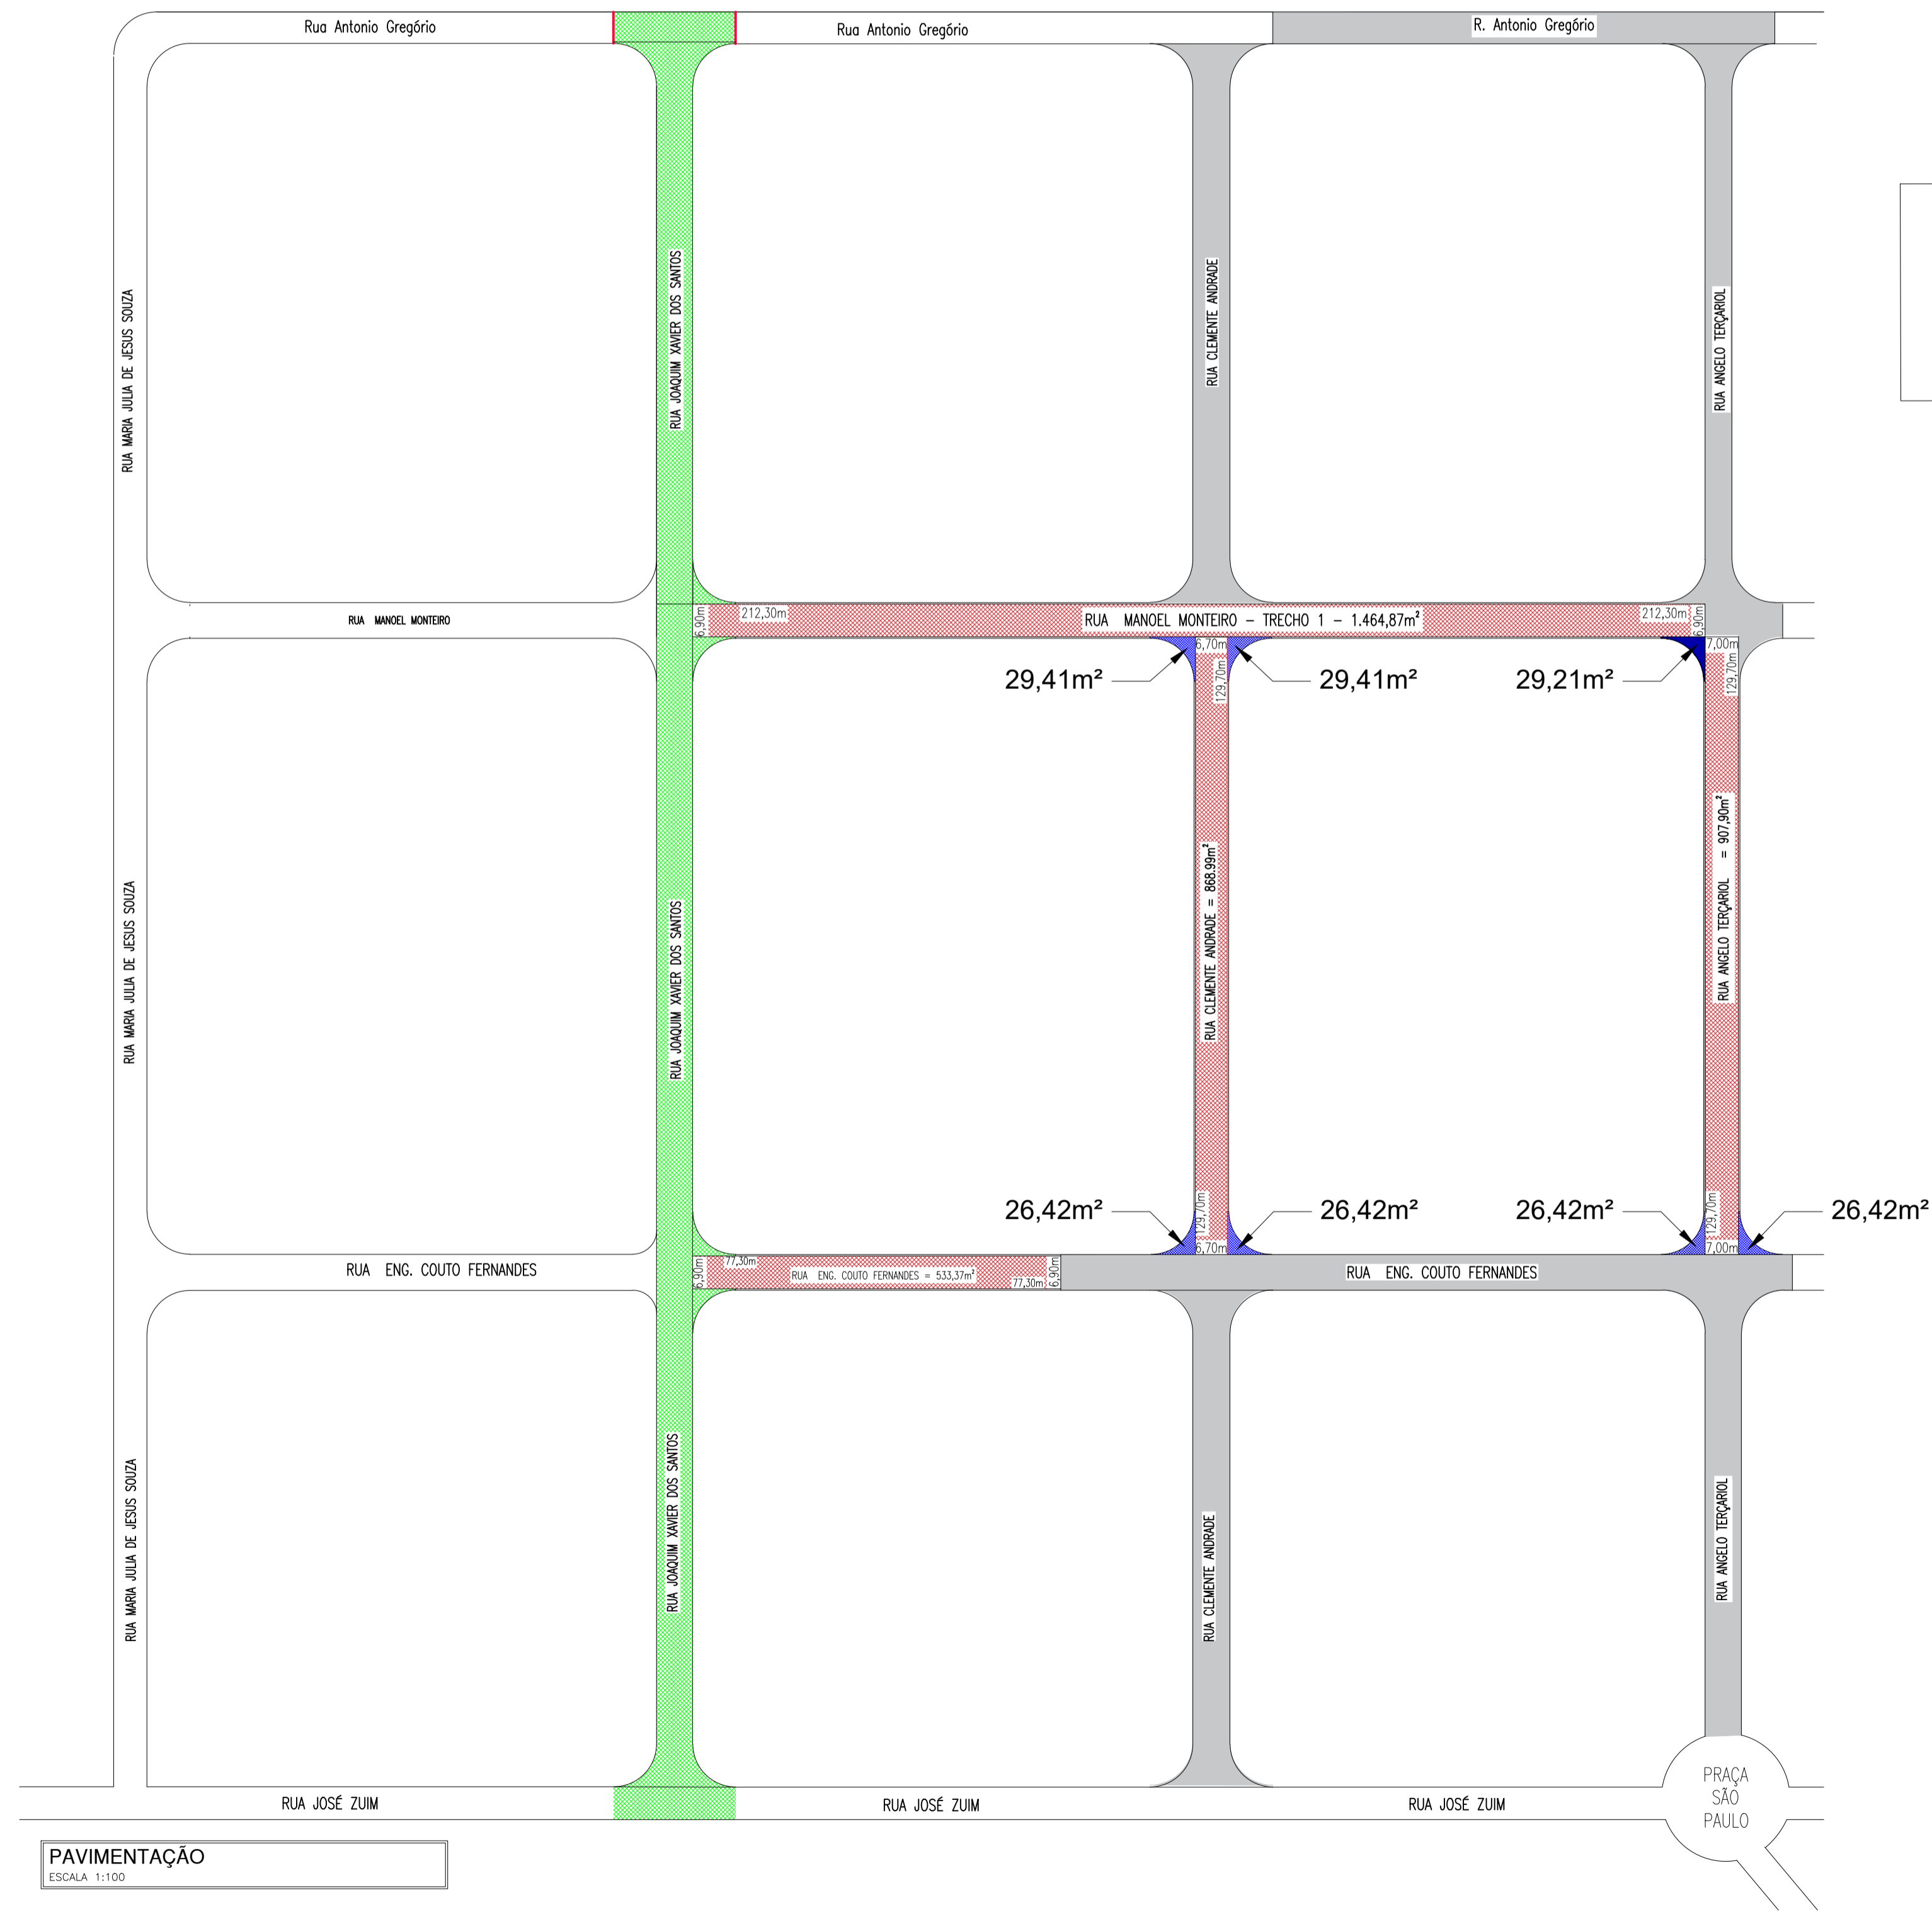 Rua Antonio Gregório
Rua Antonio Gregório
R. Antonio Gregório
RUA MARIA JULIA DE JESUS SOUZA
RUA JOAQUIM XAVIER DOS SANTOS
RUA CLEMENTE ANDRADE
RUA ANGELO TERÇARIOL
RUA MANOEL MONTEIRO
6,90m
212,30m
RUA MANOEL MONTEIRO - TRECHO 1 - 1.464,87m²
212,30m
6,90m
6,70m
7,00m
29,41m²
129,70m
29,41m²
29,21m²
129,70m
RUA MARIA JULIA DE JESUS SOUZA
RUA JOAQUIM XAVIER DOS SANTOS
RUA CLEMENTE ANDRADE = 868.99m²
RUA ANGELO TERÇARIOL = 907,90m²
26,42m²
129,70m
26,42m²
26,42m²
129,70m
26,42m²
6,70m
7,00m
RUA ENG. COUTO FERNANDES
6,90m
77,30m
RUA ENG. COUTO FERNANDES = 533,37m²
77,30m
6,90m
RUA ENG. COUTO FERNANDES
RUA MARIA JULIA DE JESUS SOUZA
RUA JOAQUIM XAVIER DOS SANTOS
RUA CLEMENTE ANDRADE
RUA ANGELO TERÇARIOL
RUA JOSÉ ZUIM
RUA JOSÉ ZUIM
RUA JOSÉ ZUIM
PRAÇA
SÃO
PAULO
PAVIMENTAÇÃO
ESCALA 1:100